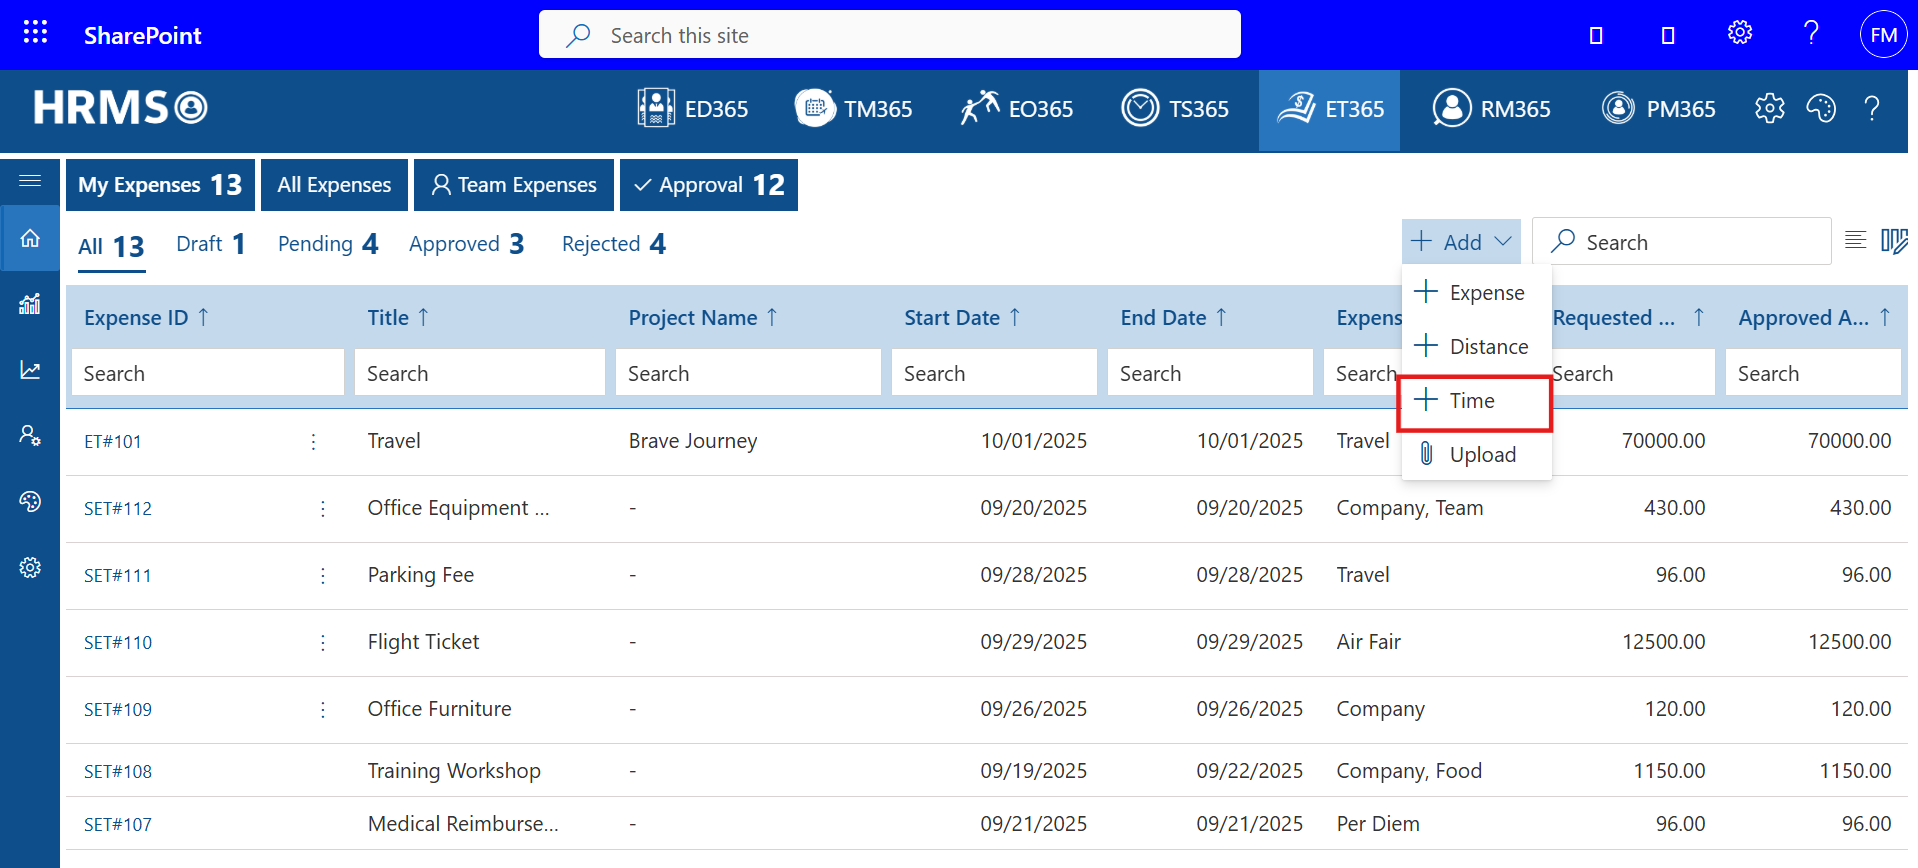 SharePoint
Search this site
FM
HRMS
ED365
TM365
EO365
TS365
ET365
RM365
PM365
My Expenses 13
All Expenses
Team Expenses
Approval 12
All 13
Draft 1
Pending 4
Approved 3
Rejected 4
Add
Search
Expense
Distance
Time
Upload
Expense ID ↑ Title ↑ Project Name ↑ Start Date ↑ End Date ↑ Expens Requested ... ↑ Approved A... ↑
Search Search Search Search Search Search Search Search
ET#101 Travel Brave Journey 10/01/2025 10/01/2025 Travel 70000.00 70000.00
SET#112 Office Equipment ... - 09/20/2025 09/20/2025 Company, Team 430.00 430.00
SET#111 Parking Fee - 09/28/2025 09/28/2025 Travel 96.00 96.00
SET#110 Flight Ticket - 09/29/2025 09/29/2025 Air Fair 12500.00 12500.00
SET#109 Office Furniture - 09/26/2025 09/26/2025 Company 120.00 120.00
SET#108 Training Workshop - 09/19/2025 09/22/2025 Company, Food 1150.00 1150.00
SET#107 Medical Reimburse... - 09/21/2025 09/21/2025 Per Diem 96.00 96.00